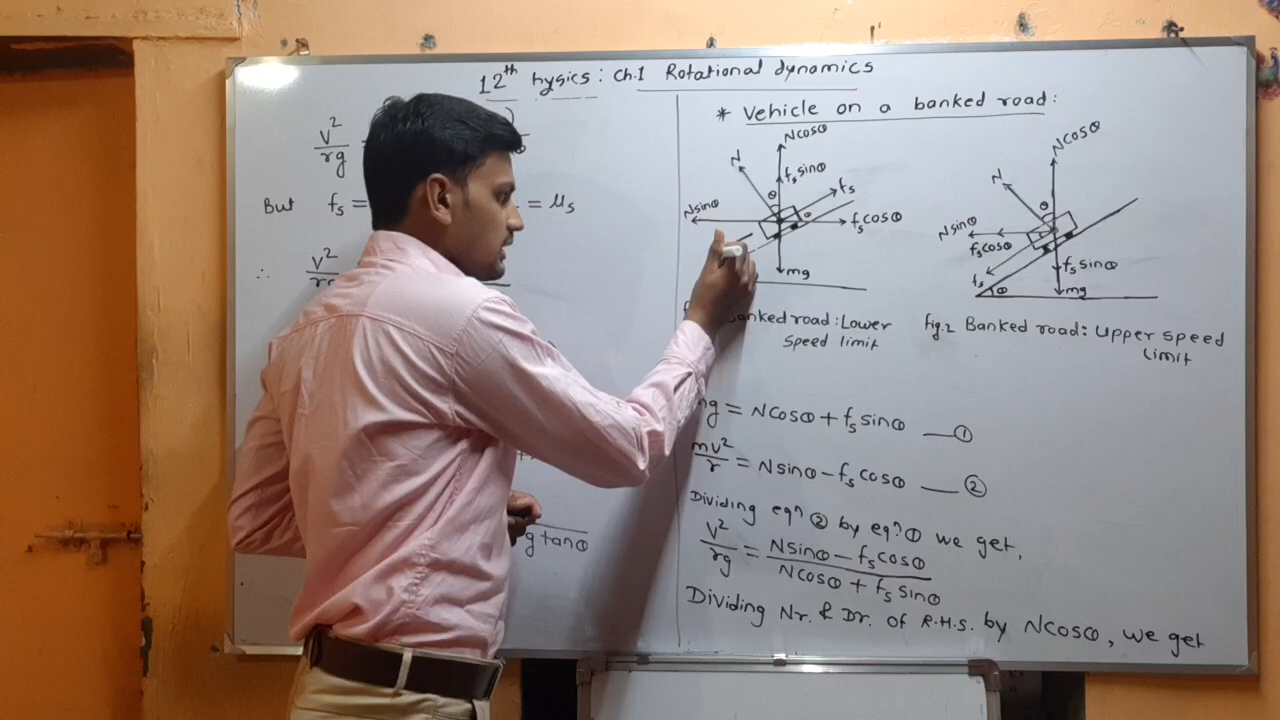 12th hysics: Ch.1 Rotational dynamics
V²/rg =
But fs = = μs
∴ V²
g tanθ
* Vehicle on a banked road:
Ncosθ
N
fs sinθ
fs
θ
θ
Nsinθ
fs cosθ
mg
anked road: Lower
Speed limit
Ncosθ
N
θ
Nsinθ
fs cosθ
fs
fs sinθ
θ
mg
fig.2 Banked road: Upper speed
limit
mg = Ncosθ + fs sinθ — ①
mv²/r = Nsinθ - fs cosθ — ②
Dividing eqn ② by eqn ① we get,
V²/rg = Nsinθ - fs cosθ / Ncosθ + fs sinθ
Dividing Nr. & Dr. of R.H.S. by Ncosθ, we get